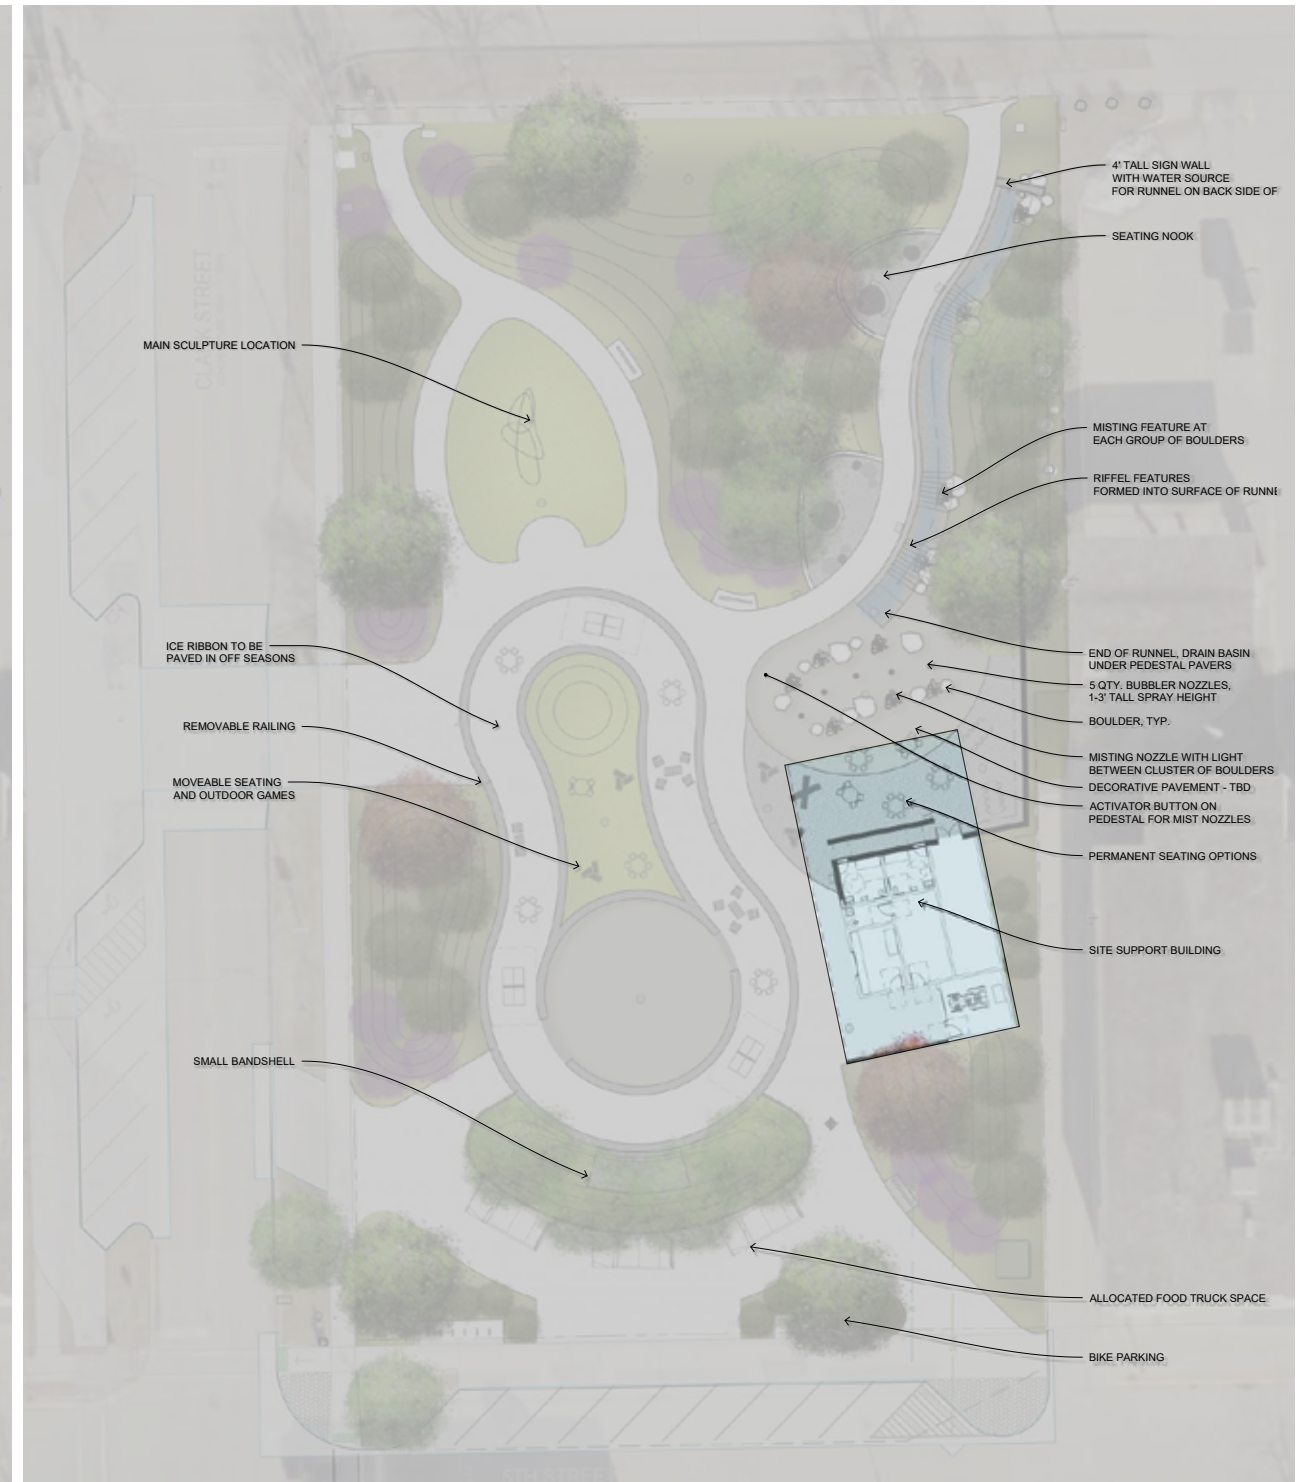 4' TALL SIGN WALL
WITH WATER SOURCE
FOR RUNNEL ON BACK SIDE OF
SEATING NOOK
CLARK STREET
MAIN SCULPTURE LOCATION
MISTING FEATURE AT
EACH GROUP OF BOULDERS
RIFFEL FEATURES
FORMED INTO SURFACE OF RUNNE
ICE RIBBON TO BE
PAVED IN OFF SEASONS
END OF RUNNEL, DRAIN BASIN
UNDER PEDESTAL PAVERS
5 QTY. BUBBLER NOZZLES,
1-3' TALL SPRAY HEIGHT
BOULDER, TYP.
REMOVABLE RAILING
MISTING NOZZLE WITH LIGHT
BETWEEN CLUSTER OF BOULDERS
MOVEABLE SEATING
AND OUTDOOR GAMES
DECORATIVE PAVEMENT - TBD
ACTIVATOR BUTTON ON
PEDESTAL FOR MIST NOZZLES
PERMANENT SEATING OPTIONS
SITE SUPPORT BUILDING
SMALL BANDSHELL
ALLOCATED FOOD TRUCK SPACE
BIKE PARKING
5TH STREET